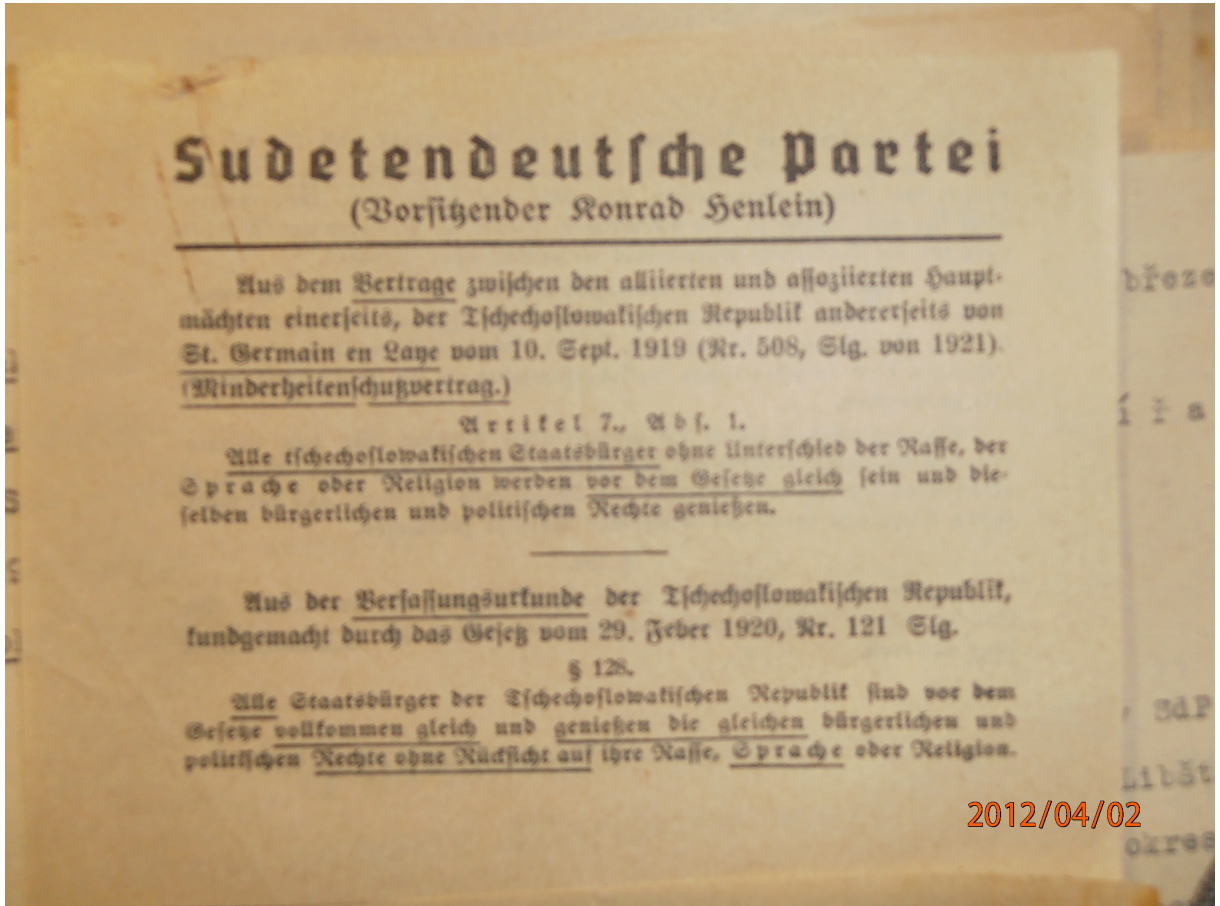 Sudetendeutsche Partei
(Vorsitzender Konrad Henlein)
Aus dem Vertrage zwischen den alliierten und assoziierten Haupt-
mächten einerseits, der Tschechoslowakischen Republik andererseits von
St. Germain en Laye vom 10. Sept. 1919 (Nr. 508, Slg. von 1921).
(Minderheitenschutzvertrag.)
Artikel 7., Abs. 1.
Alle tschechoslowakischen Staatsbürger ohne Unterschied der Rasse, der
Sprache oder Religion werden vor dem Gesetze gleich sein und die-
selben bürgerlichen und politischen Rechte genießen.
Aus der Verfassungsurkunde der Tschechoslowakischen Republik,
kundgemacht durch das Gesetz vom 29. Feber 1920, Nr. 121 Slg.
§ 128.
Alle Staatsbürger der Tschechoslowakischen Republik sind vor dem
Gesetze vollkommen gleich und genießen die gleichen bürgerlichen und
politischen Rechte ohne Rücksicht auf ihre Rasse, Sprache oder Religion.
březe
SdP
Libát
okres
2012/04/02